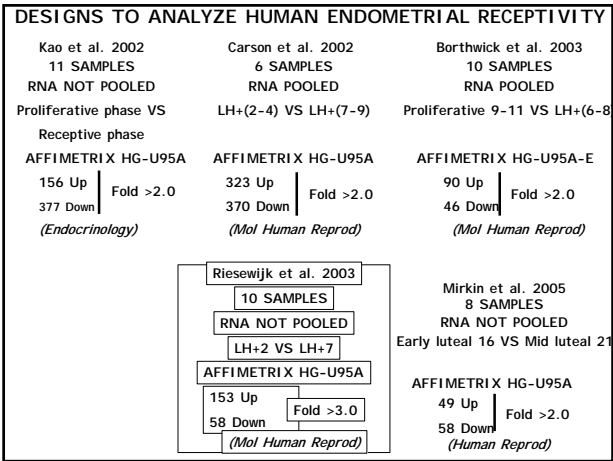 DESIGNS TO ANALYZE HUMAN ENDOMETRIAL RECEPTIVITY
Kao et al. 2002
11 SAMPLES
RNA NOT POOLED
Proliferative phase VS
Receptive phase
AFFIMETRIX HG-U95A
156 Up
377 Down
Fold >2.0
(Endocrinology)
Carson et al. 2002
6 SAMPLES
RNA POOLED
LH+(2-4) VS LH+(7-9)
AFFIMETRIX HG-U95A
323 Up
370 Down
Fold >2.0
(Mol Human Reprod)
Borthwick et al. 2003
10 SAMPLES
RNA POOLED
Proliferative 9-11 VS LH+(6-8)
AFFIMETRIX HG-U95A-E
90 Up
46 Down
Fold >2.0
(Mol Human Reprod)
Riesewijk et al. 2003
10 SAMPLES
RNA NOT POOLED
LH+2 VS LH+7
AFFIMETRIX HG-U95A
153 Up
58 Down
Fold >3.0
(Mol Human Reprod)
Mirkin et al. 2005
8 SAMPLES
RNA NOT POOLED
Early luteal 16 VS Mid luteal 21
AFFIMETRIX HG-U95A
49 Up
58 Down
Fold >2.0
(Human Reprod)